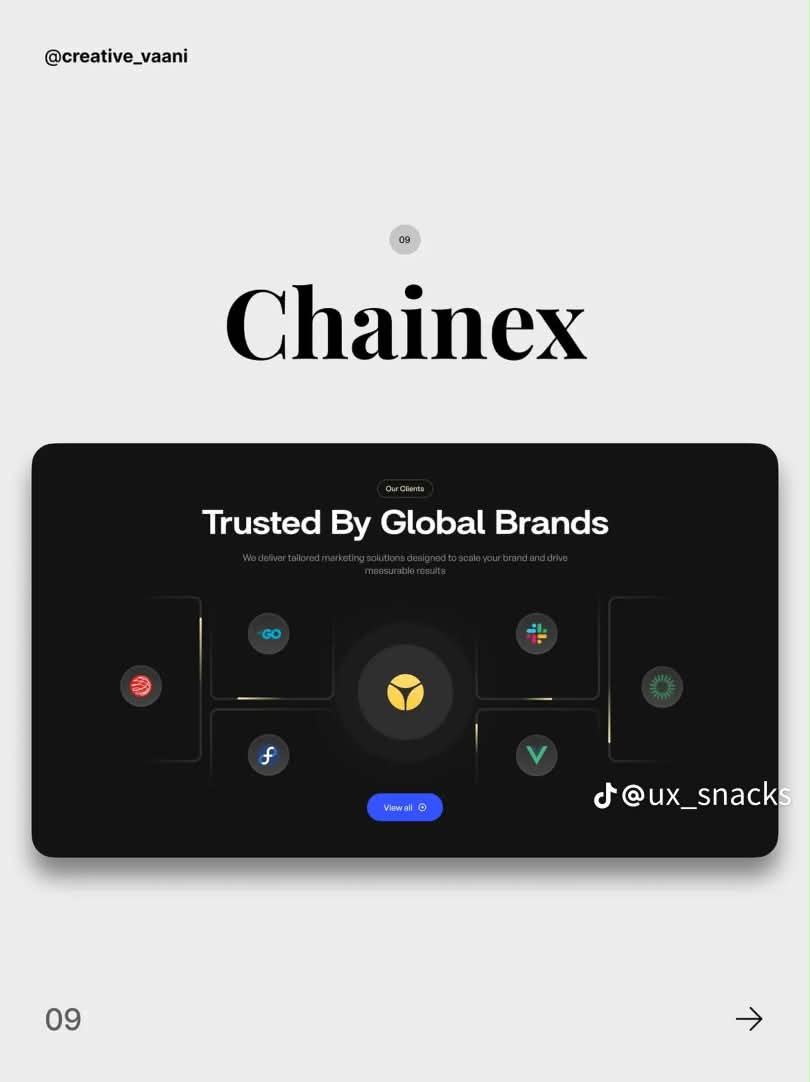 @creative_vaani
09
Chainex
Our Clients
Trusted By Global Brands
We deliver tailored marketing solutions designed to scale your brand and drive
measurable results
GO
View all
@ux_snacks
09